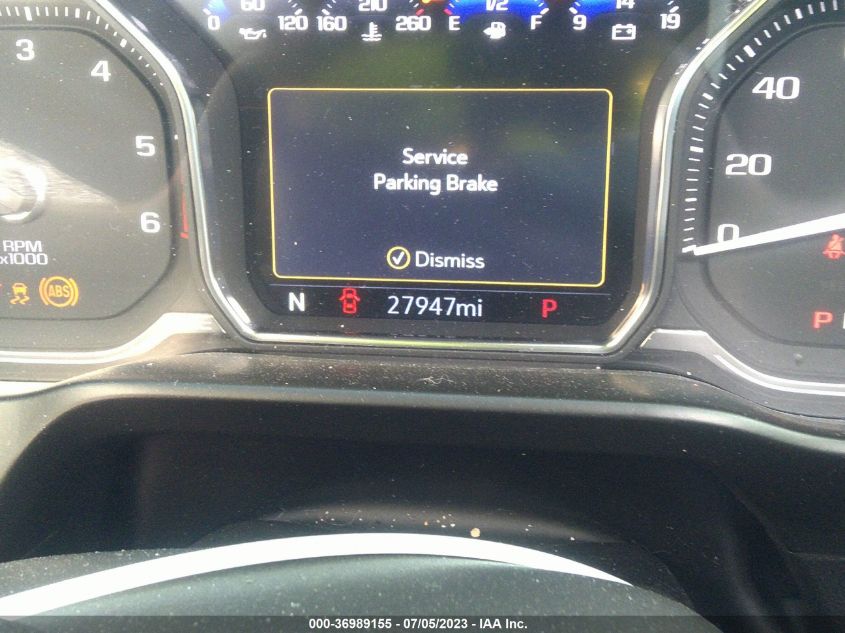 60 210 1/2 14
0 120 160 260 E F 9 19
3
4
5
6
RPM
x1000
ABS
Service
Parking Brake
Dismiss
N 27947mi P
40
20
0
P
000-36989155 | 07/05/2023 | IAA Inc.